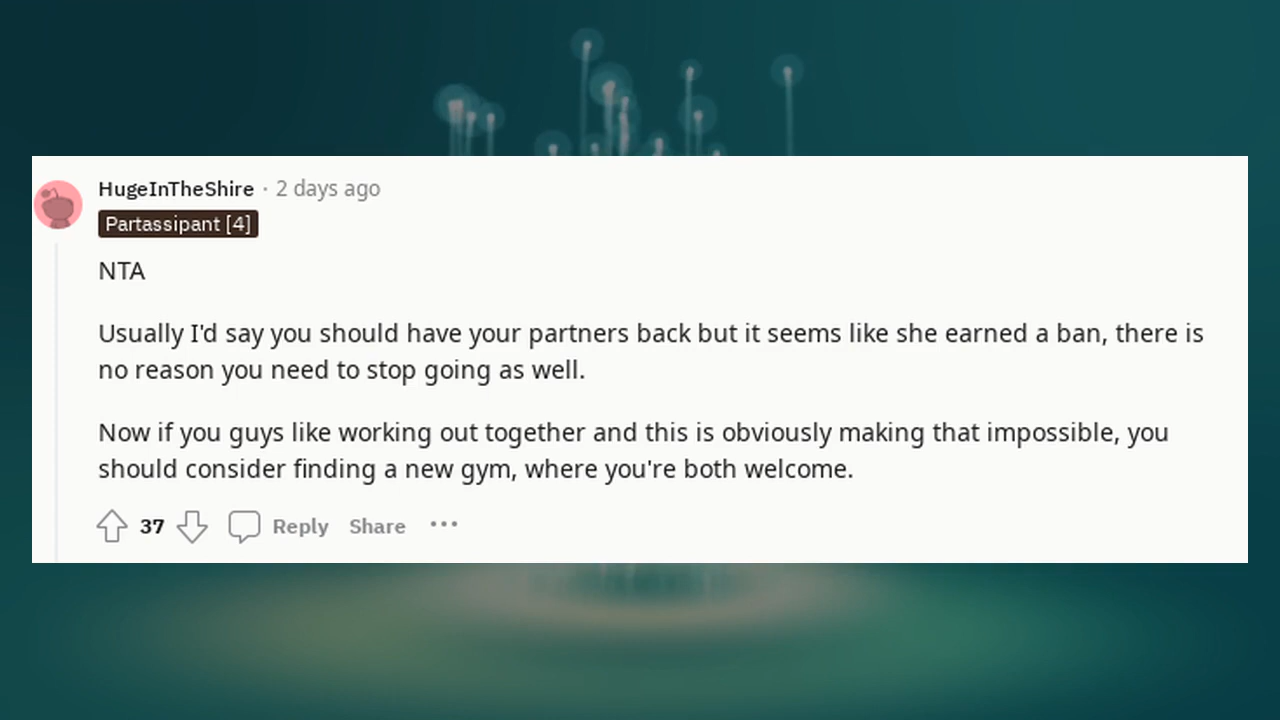 HugeInTheShire · 2 days ago
Partassipant [4]
NTA
Usually I'd say you should have your partners back but it seems like she earned a ban, there is
no reason you need to stop going as well.
Now if you guys like working out together and this is obviously making that impossible, you
should consider finding a new gym, where you're both welcome.
37 Reply Share ···